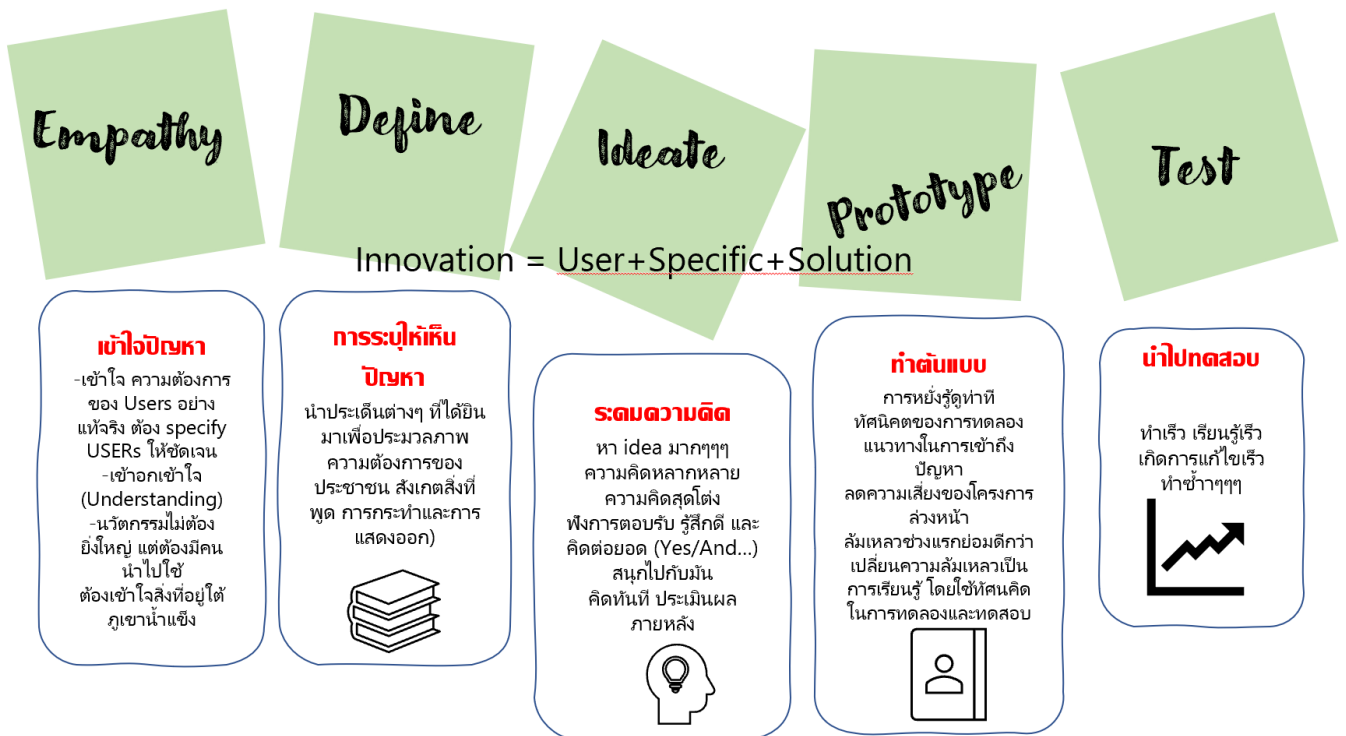 Empathy
Define
Ideate
Prototype
Test
Innovation = User+Specific+Solution
เข้าใจปัญหา
-เข้าใจ ความต้องการ
ของ Users อย่าง
แท้จริง ต้อง specify
USERs ให้ชัดเจน
-เข้าอกเข้าใจ
(Understanding)
-นวัตกรรมไม่ต้อง
ยิ่งใหญ่ แต่ต้องมีคน
นำไปใช้
ต้องเข้าใจสิ่งที่อยู่ใต้
ภูเขาน้ำแข็ง
การระบุให้เห็น
ปัญหา
นำประเด็นต่างๆ ที่ได้ยิน
มาเพื่อประมวลภาพ
ความต้องการของ
ประชาชน สังเกตสิ่งที่
พูด การกระทำและการ
แสดงออก)
ระดมความคิด
หา idea มากๆๆๆ
ความคิดหลากหลาย
ความคิดสุดโต่ง
ฟังการตอบรับ รู้สึกดี และ
คิดต่อยอด (Yes/And...)
สนุกไปกับมัน
คิดทันที ประเมินผล
ภายหลัง
ทำต้นแบบ
การหยั่งรู้ดูท่าที
ทัศนิคตของการทดลอง
แนวทางในการเข้าถึง
ปัญหา
ลดความเสี่ยงของโครงการ
ล่วงหน้า
ล้มเหลวช่วงแรกย่อมดีกว่า
เปลี่ยนความล้มเหลวเป็น
การเรียนรู้ โดยใช้ทัศนคิด
ในการทดลองและทดสอบ
นำไปทดสอบ
ทำเร็ว เรียนรู้เร็ว
เกิดการแก้ไขเร็ว
ทำซ้ำาๆๆๆ